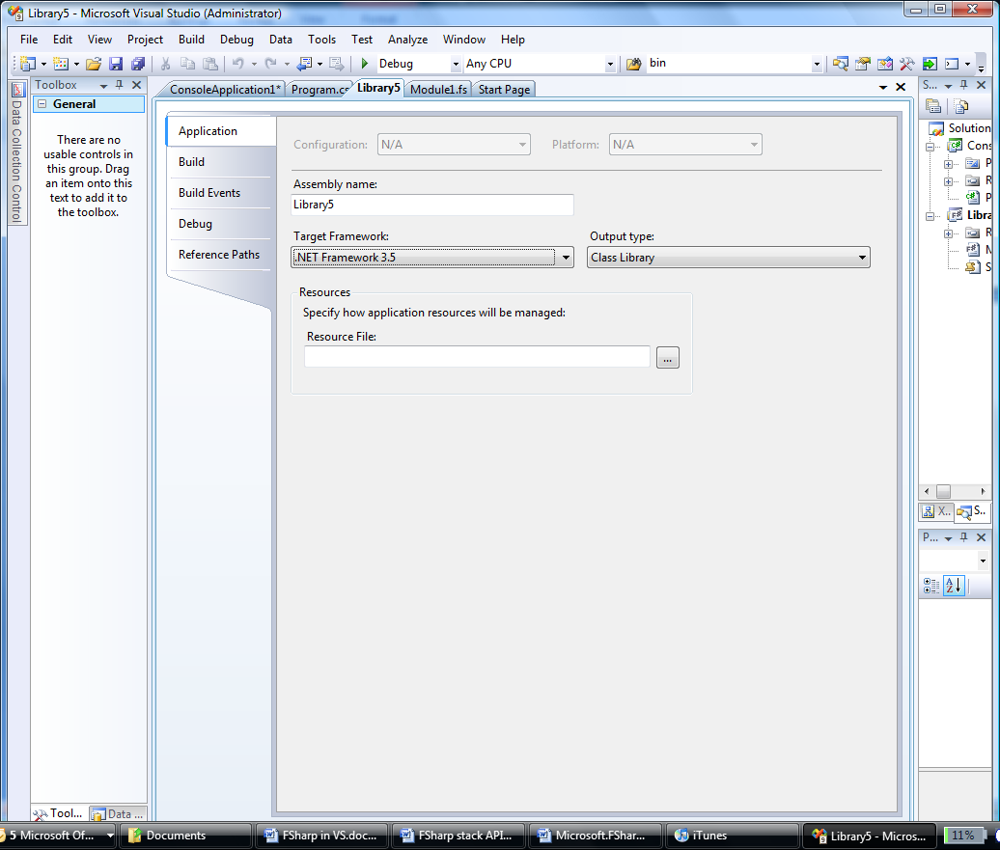 Library5 - Microsoft Visual Studio (Administrator)
File Edit View Project Build Debug Data Tools Test Analyze Window Help
Debug Any CPU bin
Toolbox
ConsoleApplication1* Program.cs Library5 Module1.fs Start Page
S...
Data Collection Control
General
There are no
usable controls in
this group. Drag
an item onto this
text to add it to
the toolbox.
Application
Build
Build Events
Debug
Reference Paths
Configuration: N/A Platform: N/A
Assembly name:
Library5
Target Framework: Output type:
.NET Framework 3.5 Class Library
Resources
Specify how application resources will be managed:
Resource File:
...
Solution
Cons
P
R
P
Libra
R
M
S
X... S...
P...
Tool... Data ...
5 Microsoft Of... Documents FSharp in VS.doc... FSharp stack API... Microsoft.FShar... iTunes Library5 - Micros... 11%